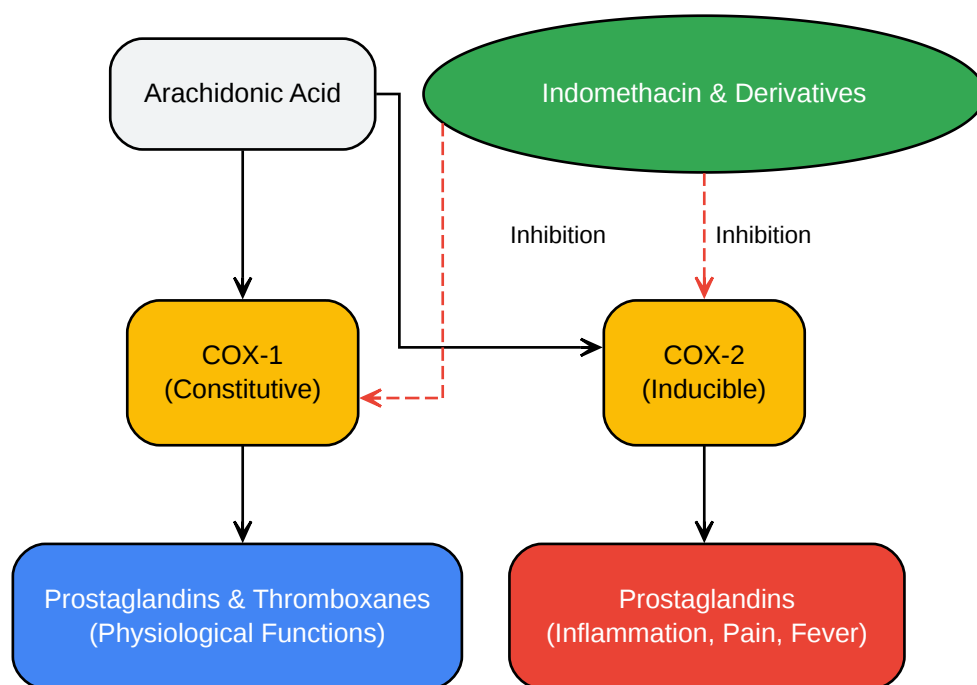 Arachidonic Acid
Indomethacin & Derivatives
Inhibition
Inhibition
COX-1
(Constitutive)
COX-2
(Inducible)
Prostaglandins & Thromboxanes
(Physiological Functions)
Prostaglandins
(Inflammation, Pain, Fever)